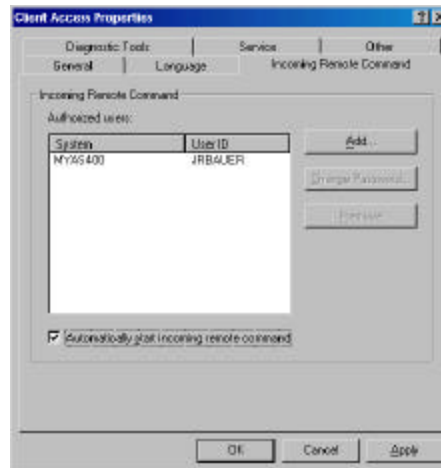 Client Access Properties
Diagnostic Tools
Service
Other
General
Language
Incoming Remote Command
Incoming Remote Command
Authorized users:
System
User ID
MYAS400
JRBAUER
Add...
Change Password...
Remove
Automatically start incoming remote command
OK
Cancel
Apply